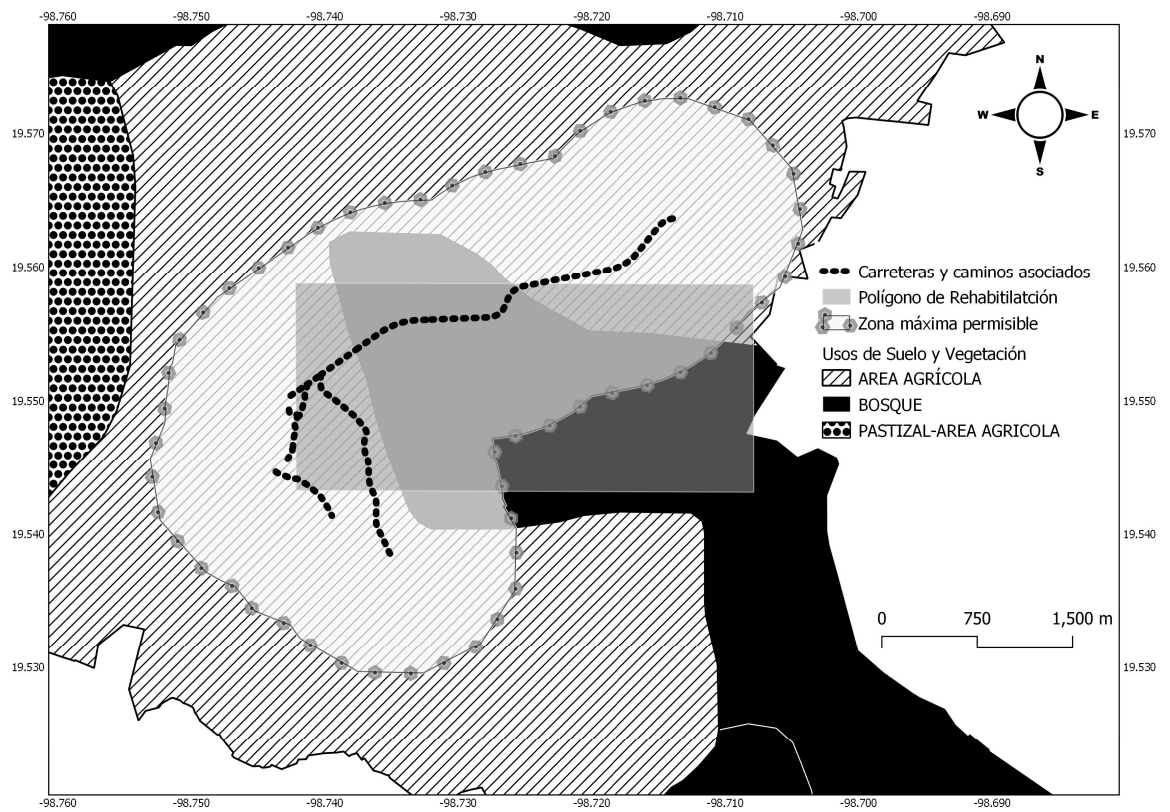 -98.760 -98.750 -98.740 -98.730 -98.720 -98.710 -98.700 -98.690
N
W E
S
19.570 19.570
19.560 19.560
19.550 19.550
19.540 19.540
19.530 19.530
Carreteras y caminos asociados
Polígono de Rehabilitatción
Zona máxima permisible
Usos de Suelo y Vegetación
AREA AGRÍCOLA
BOSQUE
PASTIZAL-AREA AGRICOLA
0 750 1,500 m
-98.760 -98.750 -98.740 -98.730 -98.720 -98.710 -98.700 -98.690